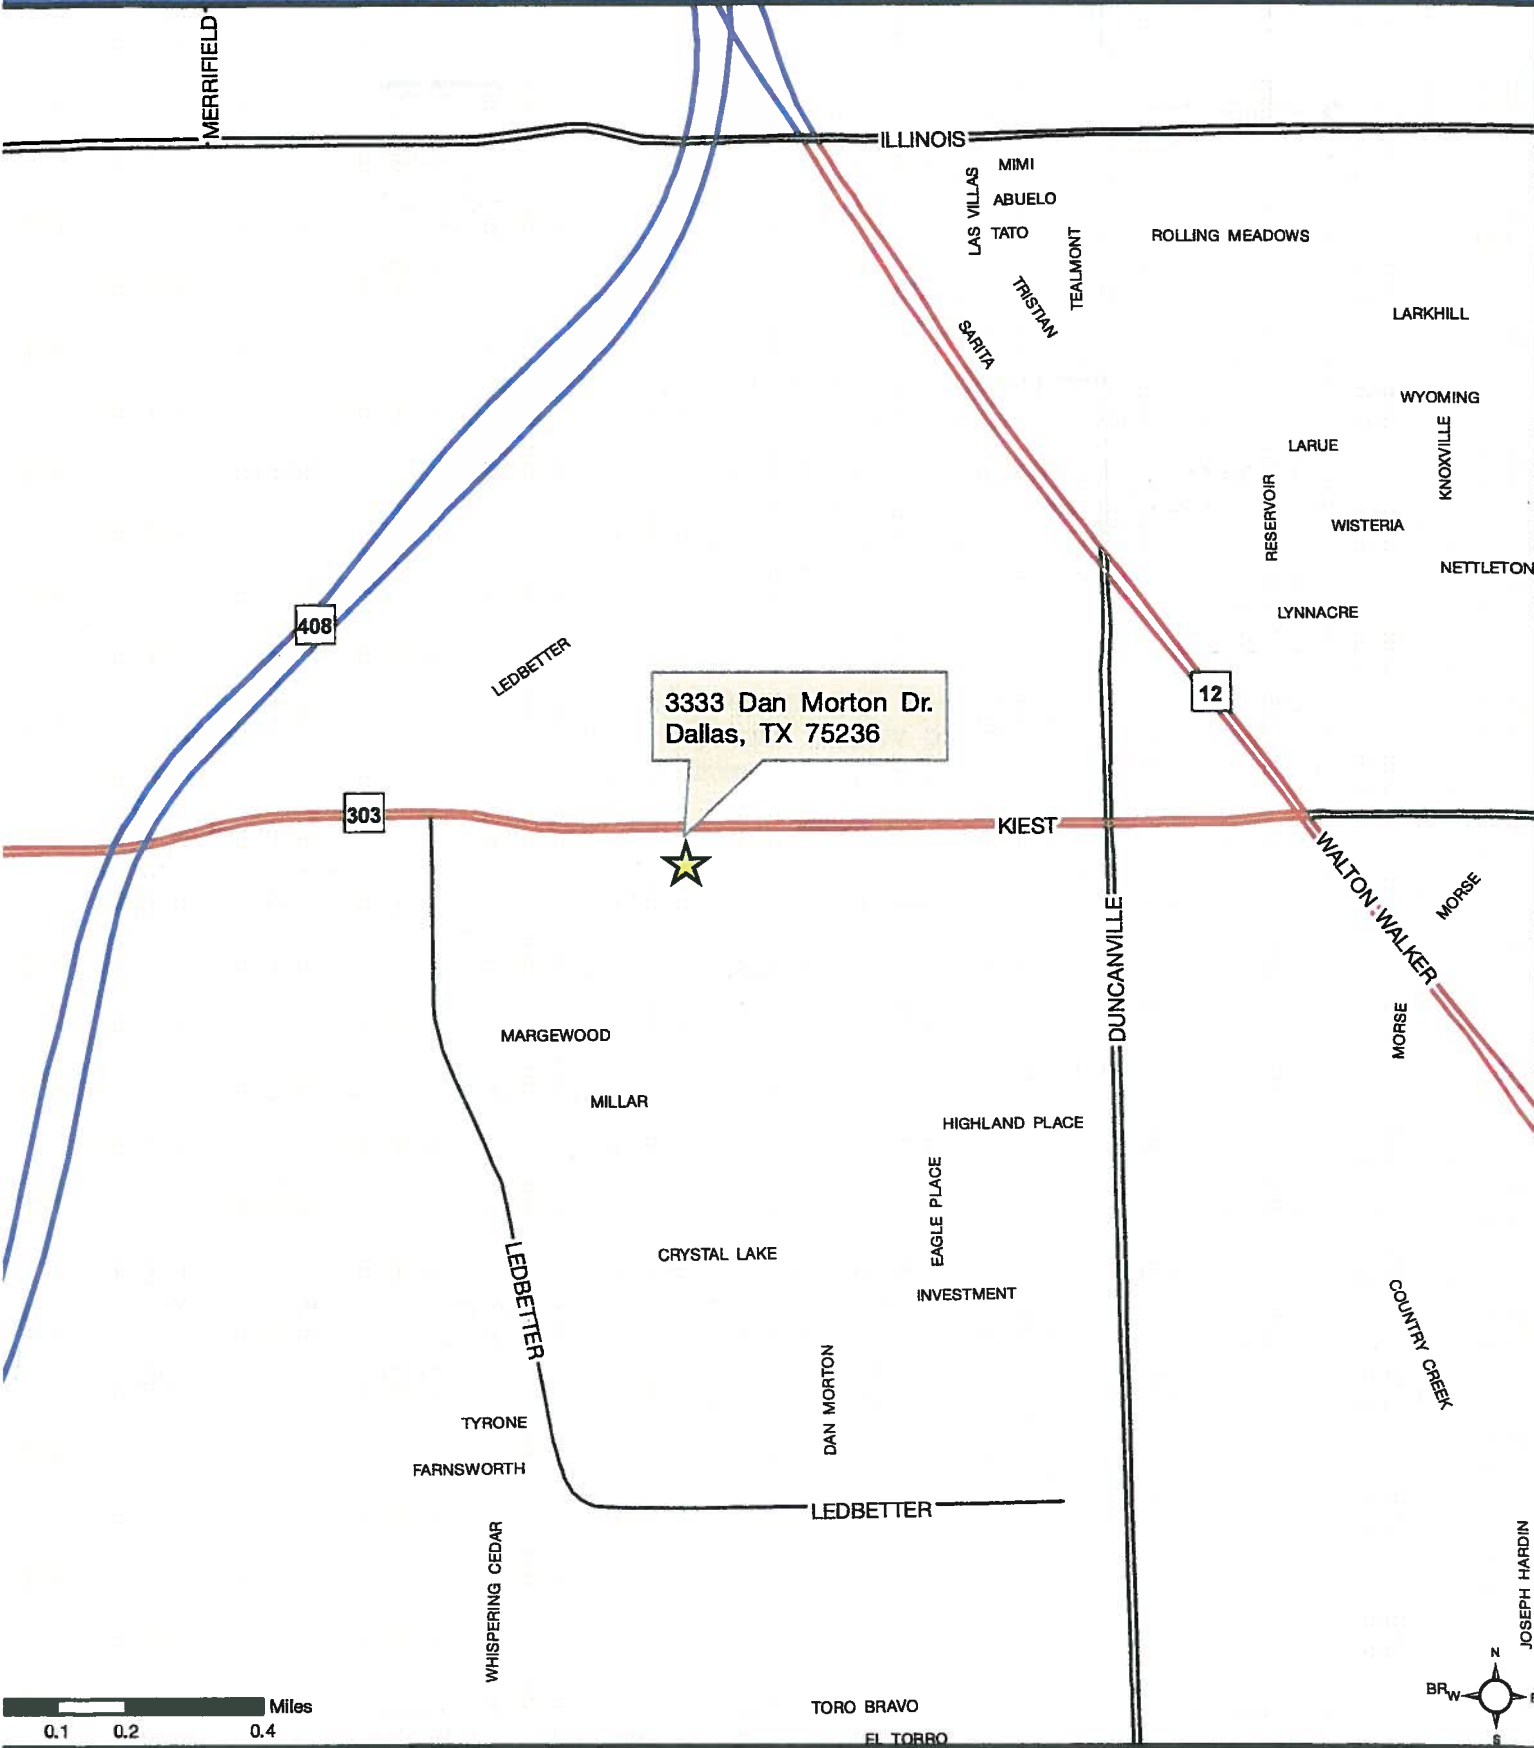 MERRIFIELD
ILLINOIS
MIMI
LAS VILLAS
ABUELO
TATO
TEALMONT
ROLLING MEADOWS
TRISTIAN
SARITA
LARKHILL
WYOMING
LARUE
KNOXVILLE
RESERVOIR
WISTERIA
NETTLETON
LYNNACRE
408
LEDBETTER
12
3333 Dan Morton Dr.
Dallas, TX 75236
303
KIEST
WALTON WALKER
MORSE
DUNCANVILLE
MORSE
MARGEWOOD
MILLAR
HIGHLAND PLACE
EAGLE PLACE
LEDBETTER
CRYSTAL LAKE
INVESTMENT
COUNTRY CREEK
DAN MORTON
TYRONE
FARNSWORTH
LEDBETTER
WHISPERING CEDAR
JOSEPH HARDIN
N
BR
W
E
S
Miles
0.1 0.2 0.4
TORO BRAVO
EL TORRO